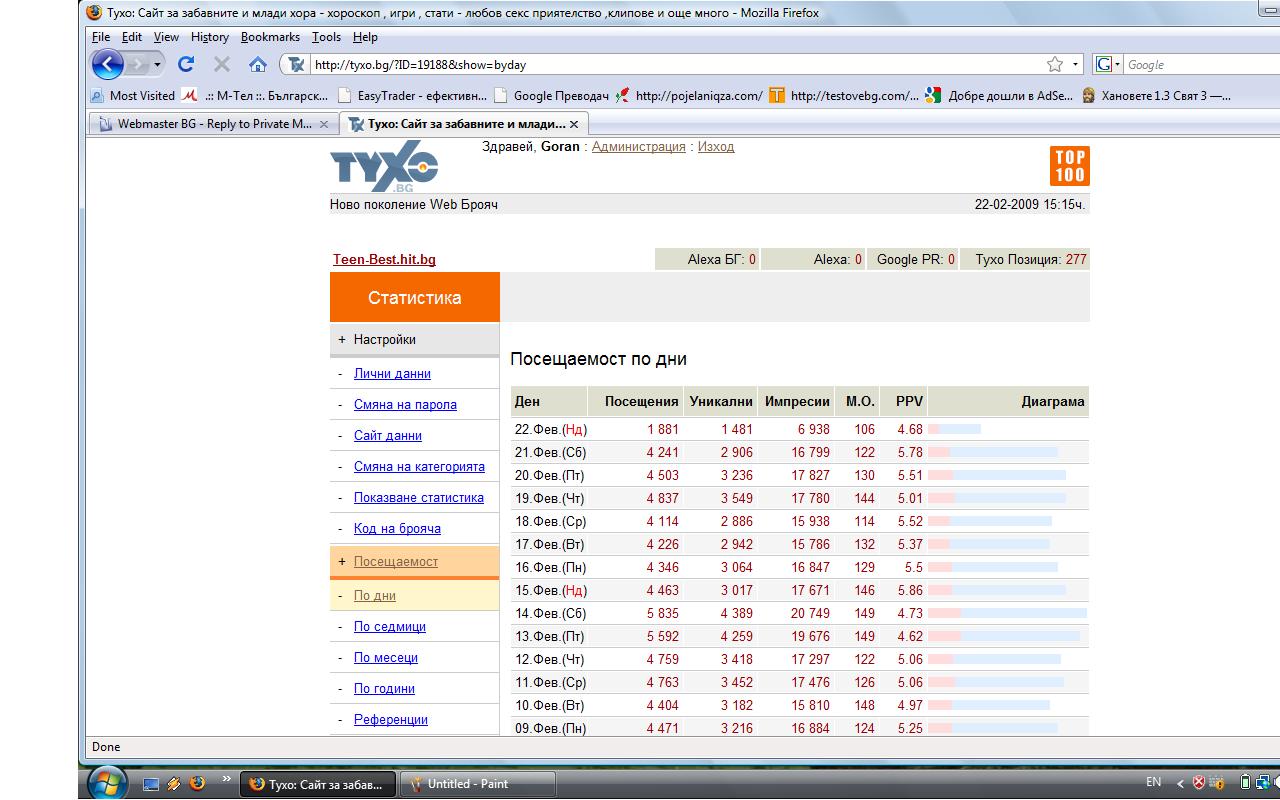 Тухо: Сайт за забавните и млади хора - хороскоп , игри , стати - любов секс приятелство ,клипове и още много - Mozilla Firefox
File Edit View History Bookmarks Tools Help
http://tyxo.bg/?ID=19188&show=byday
G Google
Most Visited .:: М-Тел ::. Българск... EasyTrader - ефективн... Google Преводач http://pojelaniqza.com/ http://testovebg.com/... Добре дошли в AdSe... Хановете 1.3 Свят 3 —...
Webmaster BG - Reply to Private M... Тухо: Сайт за забавните и млади...
TYXO .BG
Здравей, Goran : Администрация : Изход
TOP 100
Ново поколение Web Брояч 22-02-2009 15:15ч.
Teen-Best.hit.bg Alexa БГ: 0 Alexa: 0 Google PR: 0 Тухо Позиция: 277
Статистика
+ Настройки
- Лични данни
- Смяна на парола
- Сайт данни
- Смяна на категорията
- Показване статистика
- Код на брояча
+ Посещаемост
- По дни
- По седмици
- По месеци
- По години
- Референции
Посещаемост по дни
Ден Посещения Уникални Импресии М.О. PPV Диаграма
22.Фев.(Нд) 1 881 1 481 6 938 106 4.68
21.Фев.(Сб) 4 241 2 906 16 799 122 5.78
20.Фев.(Пт) 4 503 3 236 17 827 130 5.51
19.Фев.(Чт) 4 837 3 549 17 780 144 5.01
18.Фев.(Ср) 4 114 2 886 15 938 114 5.52
17.Фев.(Вт) 4 226 2 942 15 786 132 5.37
16.Фев.(Пн) 4 346 3 064 16 847 129 5.5
15.Фев.(Нд) 4 463 3 017 17 671 146 5.86
14.Фев.(Сб) 5 835 4 389 20 749 149 4.73
13.Фев.(Пт) 5 592 4 259 19 676 149 4.62
12.Фев.(Чт) 4 759 3 418 17 297 122 5.06
11.Фев.(Ср) 4 763 3 452 17 476 126 5.06
10.Фев.(Вт) 4 404 3 182 15 810 148 4.97
09.Фев.(Пн) 4 471 3 216 16 884 124 5.25
Done
Тухо: Сайт за забав... Untitled - Paint EN